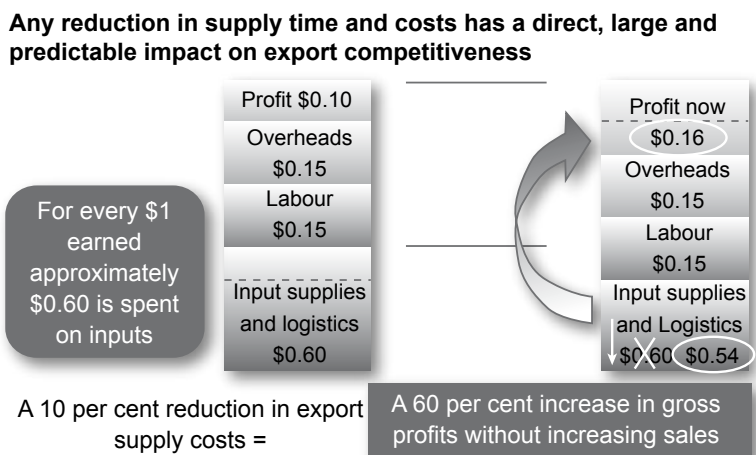 Any reduction in supply time and costs has a direct, large and
predictable impact on export competitiveness
For every $1
earned
approximately
$0.60 is spent
on inputs
Profit $0.10
Overheads
$0.15
Labour
$0.15
Input supplies
and logistics
$0.60
Profit now
$0.16
Overheads
$0.15
Labour
$0.15
Input supplies
and Logistics
$0.60 $0.54
A 10 per cent reduction in export
supply costs =
A 60 per cent increase in gross
profits without increasing sales